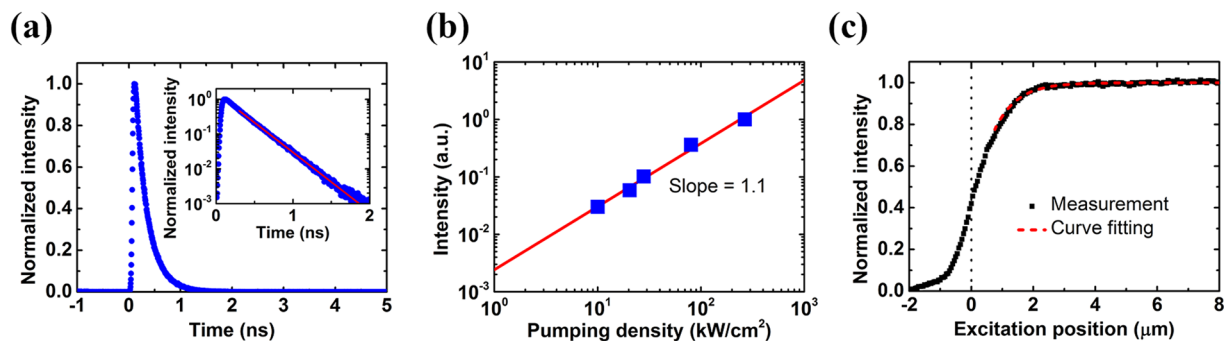 (a)
Normalized intensity
1.0
0.8
0.6
0.4
0.2
0.0
-1 0 1 2 3 4 5
Time (ns)
Normalized intensity
10⁰
10⁻¹
10⁻²
10⁻³
0 1 2
Time (ns)
(b)
Intensity (a.u.)
10¹
10⁰
10⁻¹
10⁻²
10⁻³
Slope = 1.1
10⁰ 10¹ 10² 10³
Pumping density (kW/cm²)
(c)
Normalized intensity
1.0
0.8
0.6
0.4
0.2
0.0
Measurement
Curve fitting
-2 0 2 4 6 8
Excitation position (μm)